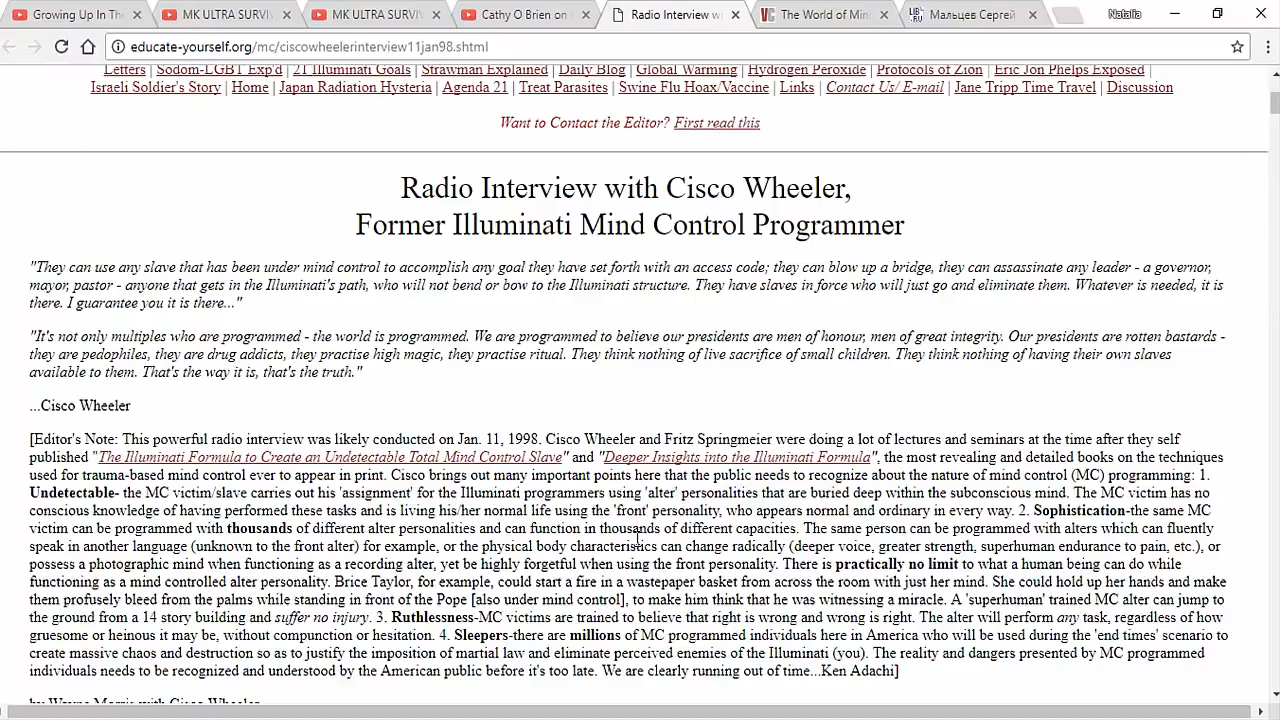 Growing Up In The
MK ULTRA SURVI
MK ULTRA SURVI
Cathy O Brien on
Radio Interview w
The World of Min
Мальцев Сергей
Natalia
educate-yourself.org/mc/ciscowheelerinterview11jan98.shtml
Letters | Sodom-LGBT Exp'd | 21 Illuminati Goals | Strawman Explained | Daily Blog | Global Warming | Hydrogen Peroxide | Protocols of Zion | Eric Jon Phelps Exposed |
Israeli Soldier's Story | Home | Japan Radiation Hysteria | Agenda 21 | Treat Parasites | Swine Flu Hoax/Vaccine | Links | Contact Us/ E-mail | Jane Tripp Time Travel | Discussion
Want to Contact the Editor? First read this
Radio Interview with Cisco Wheeler,
Former Illuminati Mind Control Programmer
"They can use any slave that has been under mind control to accomplish any goal they have set forth with an access code; they can blow up a bridge, they can assassinate any leader - a governor,
mayor, pastor - anyone that gets in the Illuminati's path, who will not bend or bow to the Illuminati structure. They have slaves in force who will just go and eliminate them. Whatever is needed, it is
there. I guarantee you it is there..."
"It's not only multiples who are programmed - the world is programmed. We are programmed to believe our presidents are men of honour, men of great integrity. Our presidents are rotten bastards -
they are pedophiles, they are drug addicts, they practise high magic, they practise ritual. They think nothing of live sacrifice of small children. They think nothing of having their own slaves
available to them. That's the way it is, that's the truth."
...Cisco Wheeler
[Editor's Note: This powerful radio interview was likely conducted on Jan. 11, 1998. Cisco Wheeler and Fritz Springmeier were doing a lot of lectures and seminars at the time after they self
published "The Illuminati Formula to Create an Undetectable Total Mind Control Slave" and "Deeper Insights into the Illuminati Formula", the most revealing and detailed books on the techniques
used for trauma-based mind control ever to appear in print. Cisco brings out many important points here that the public needs to recognize about the nature of mind control (MC) programming: 1.
Undetectable- the MC victim/slave carries out his 'assignment' for the Illuminati programmers using 'alter' personalities that are buried deep within the subconscious mind. The MC victim has no
conscious knowledge of having performed these tasks and is living his/her normal life using the 'front' personality, who appears normal and ordinary in every way. 2. Sophistication-the same MC
victim can be programmed with thousands of different alter personalities and can function in thousands of different capacities. The same person can be programmed with alters which can fluently
speak in another language (unknown to the front alter) for example, or the physical body characteristics can change radically (deeper voice, greater strength, superhuman endurance to pain, etc.), or
possess a photographic mind when functioning as a recording alter, yet be highly forgetful when using the front personality. There is practically no limit to what a human being can do while
functioning as a mind controlled alter personality. Brice Taylor, for example, could start a fire in a wastepaper basket from across the room with just her mind. She could hold up her hands and make
them profusely bleed from the palms while standing in front of the Pope [also under mind control], to make him think that he was witnessing a miracle. A 'superhuman' trained MC alter can jump to
the ground from a 14 story building and suffer no injury. 3. Ruthlessness-MC victims are trained to believe that right is wrong and wrong is right. The alter will perform any task, regardless of how
gruesome or heinous it may be, without compunction or hesitation. 4. Sleepers-there are millions of MC programmed individuals here in America who will be used during the 'end times' scenario to
create massive chaos and destruction so as to justify the imposition of martial law and eliminate perceived enemies of the Illuminati (you). The reality and dangers presented by MC programmed
individuals needs to be recognized and understood by the American public before it's too late. We are clearly running out of time...Ken Adachi]
by Wayne Morris with Cisco Wheeler